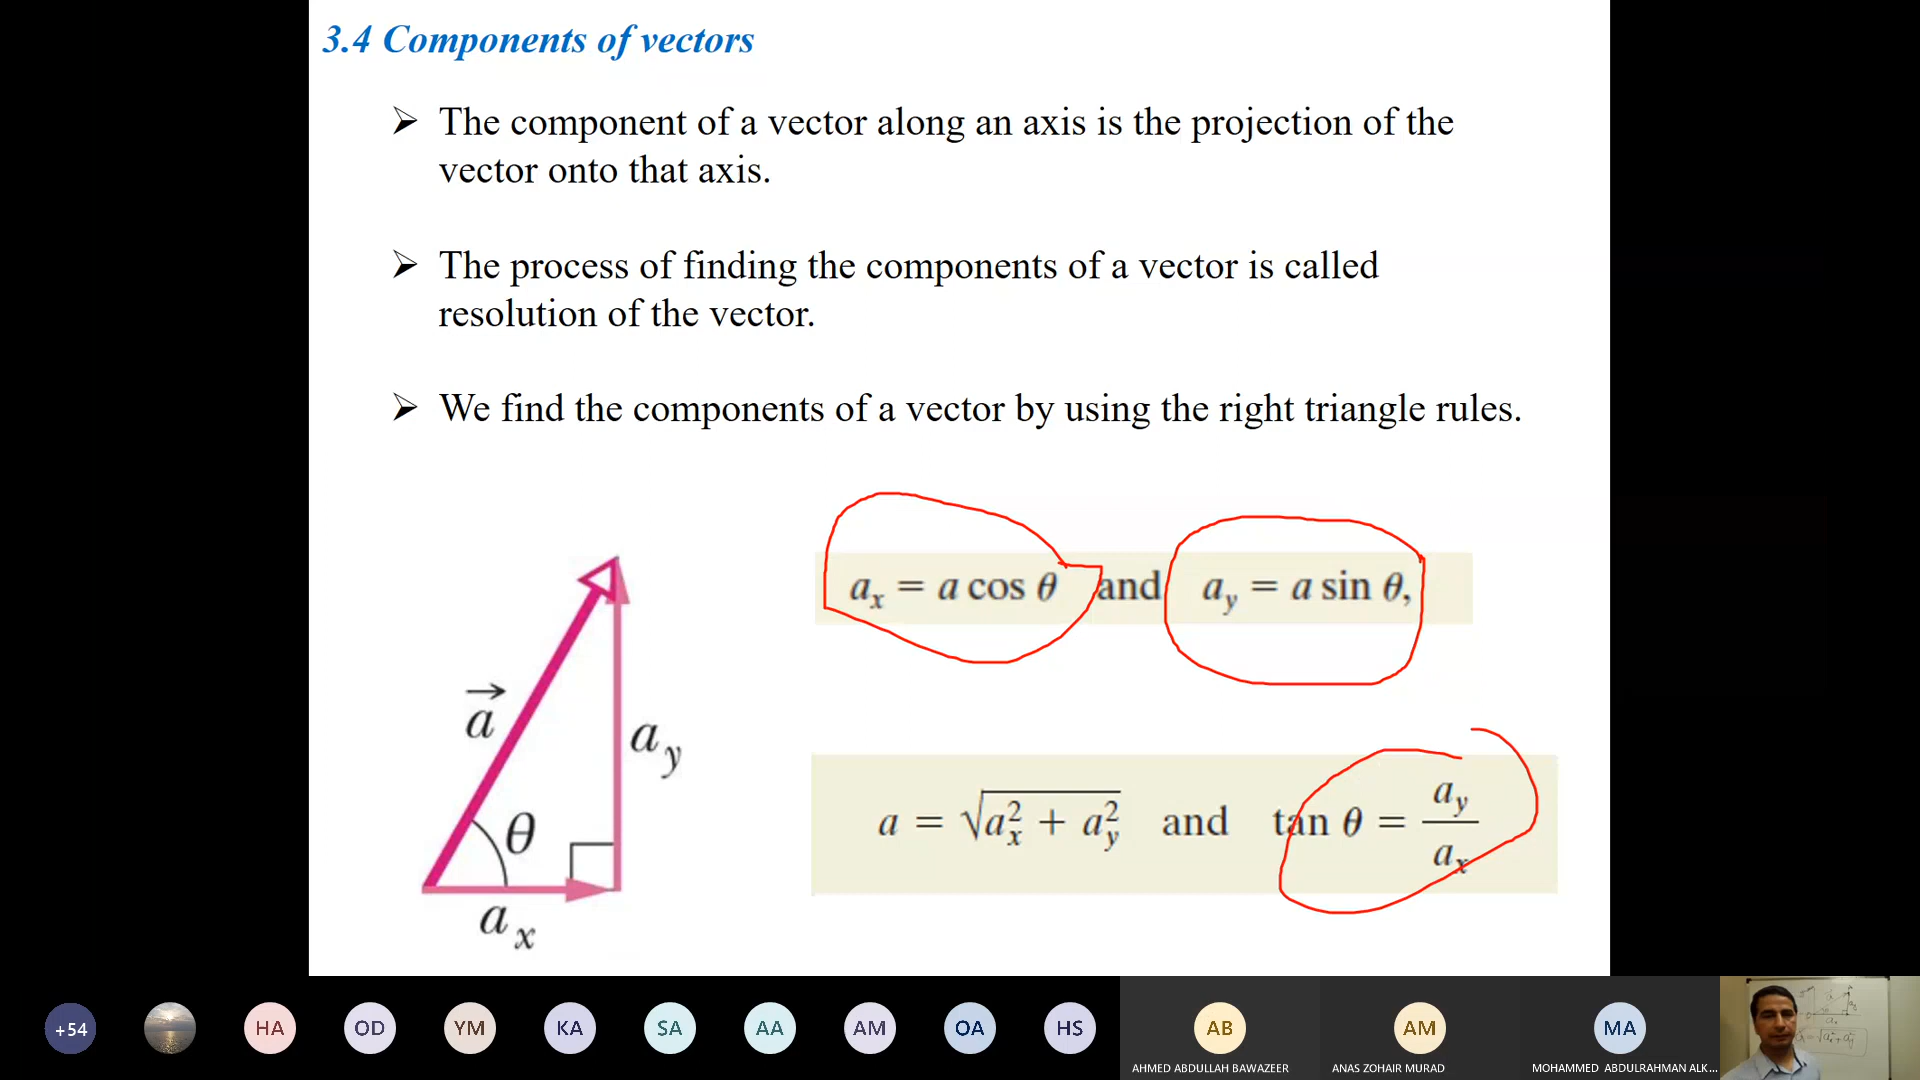 3.4 Components of vectors
➢ The component of a vector along an axis is the projection of the
vector onto that axis.
➢ The process of finding the components of a vector is called
resolution of the vector.
➢ We find the components of a vector by using the right triangle rules.
a_x = a cos θ and a_y = a sin θ,
a⃗
a_y
θ
a_x
a = √(a_x² + a_y²) and tan θ = a_y / a_x
+54 HA OD YM KA SA AA AM OA HS AB AM MA
AHMED ABDULLAH BAWAZEER ANAS ZOHAIR MURAD MOHAMMED ABDULRAHMAN ALK...